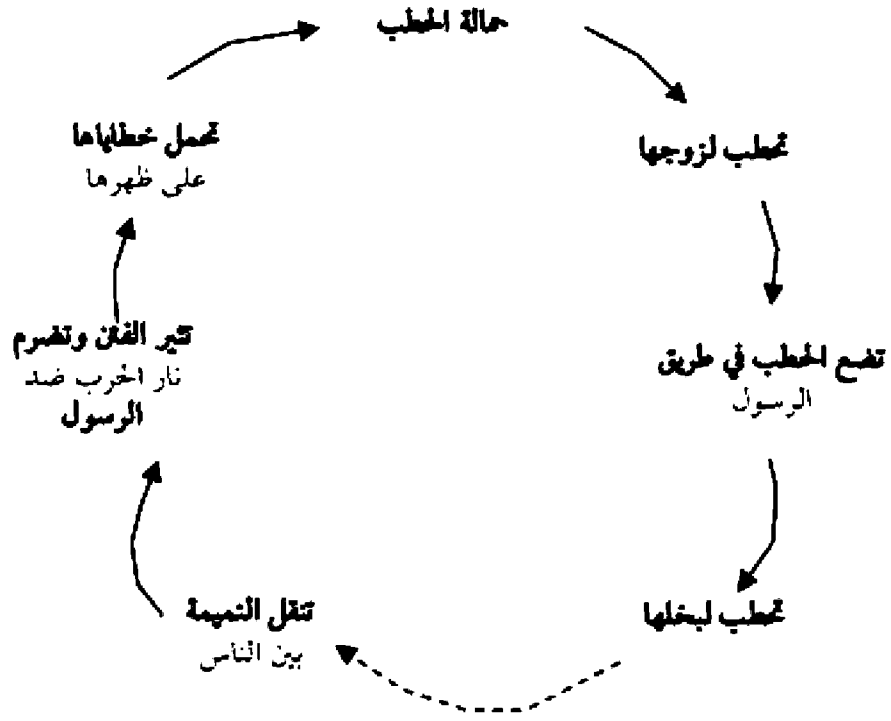 حمالة الحطب
تحطب لزوجها
تضع الحطب في طريق
الرسول
تحطب لبخلها
تنقل النميمة
بين الناس
تثير الفتن وتضرم
نار الحرب ضد
الرسول
تحمل خطاياها
على ظهرها